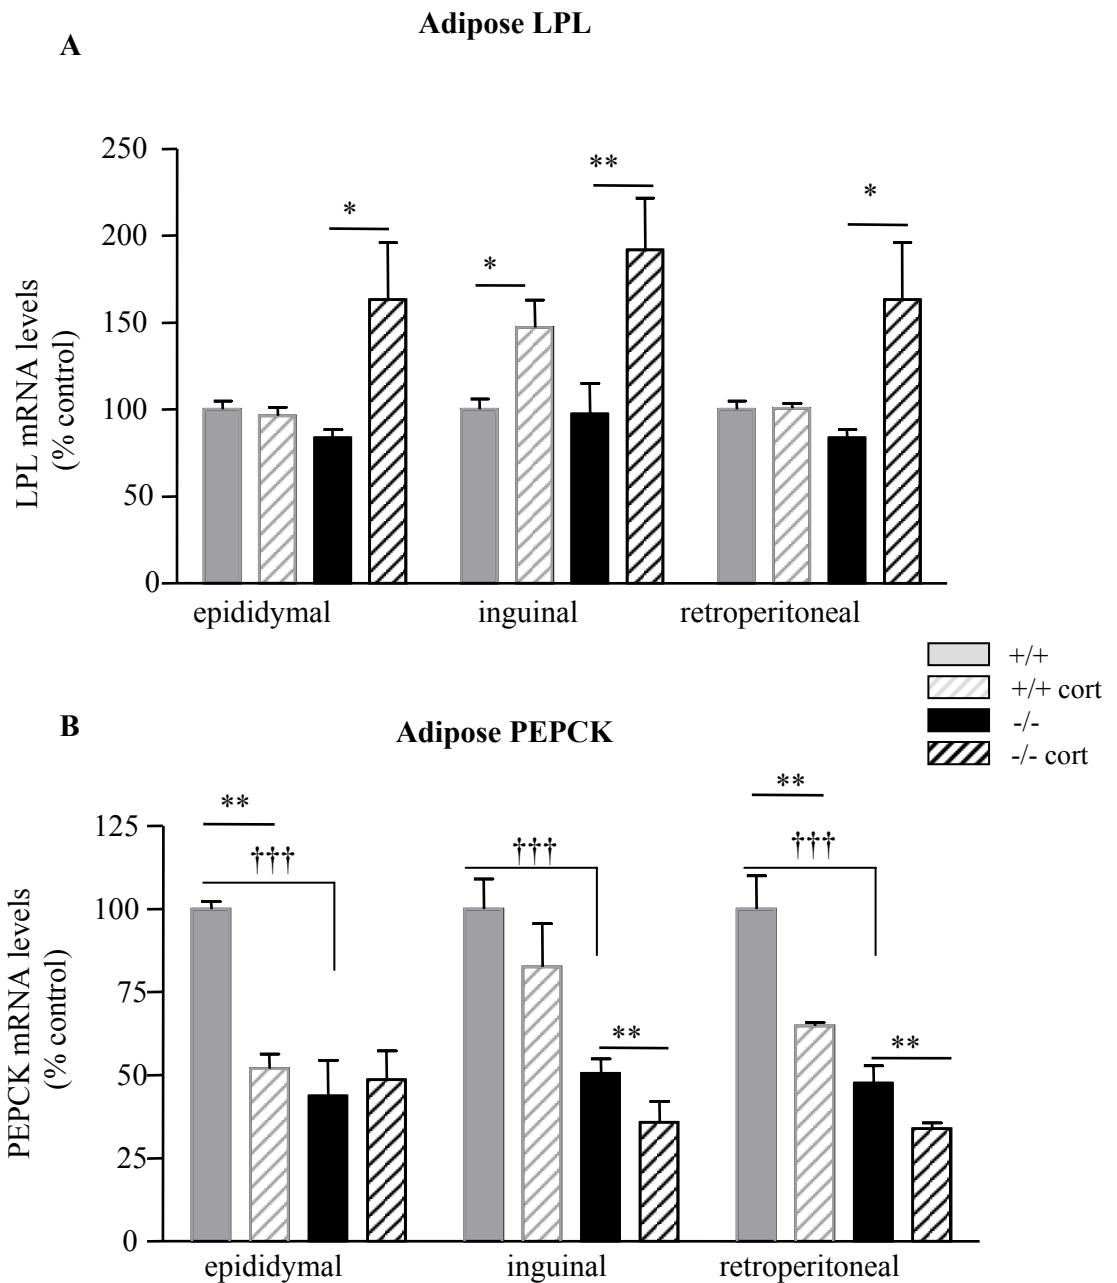 Adipose LPL
A
250
200
150
100
50
0
LPL mRNA levels
(% control)
*
*
**
*
epididymal
inguinal
retroperitoneal
+/+
+/+ cort
-/-
-/- cort
B
Adipose PEPCK
125
100
75
50
25
0
PEPCK mRNA levels
(% control)
**
†††
†††
**
**
†††
**
epididymal
inguinal
retroperitoneal